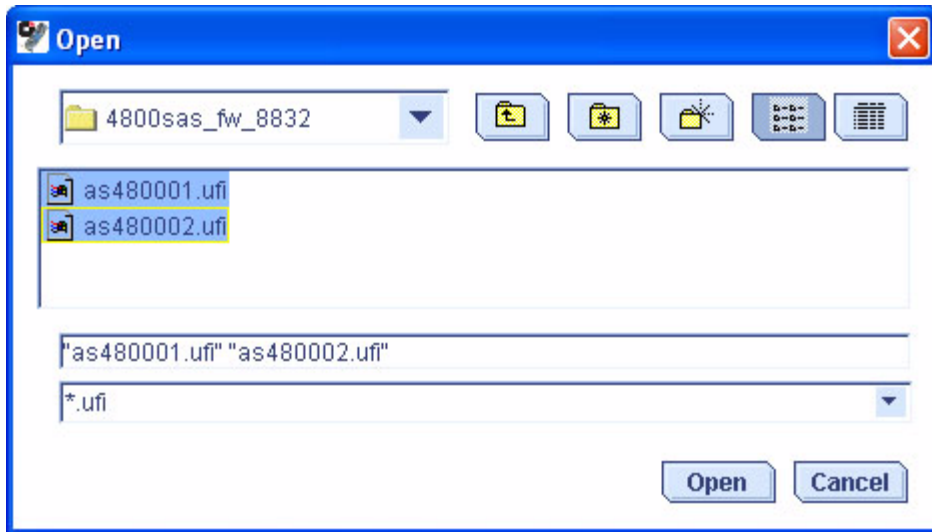 Open
4800sas_fw_8832
as480001.ufi
as480002.ufi
"as480001.ufi" "as480002.ufi"
*.ufi
Open Cancel